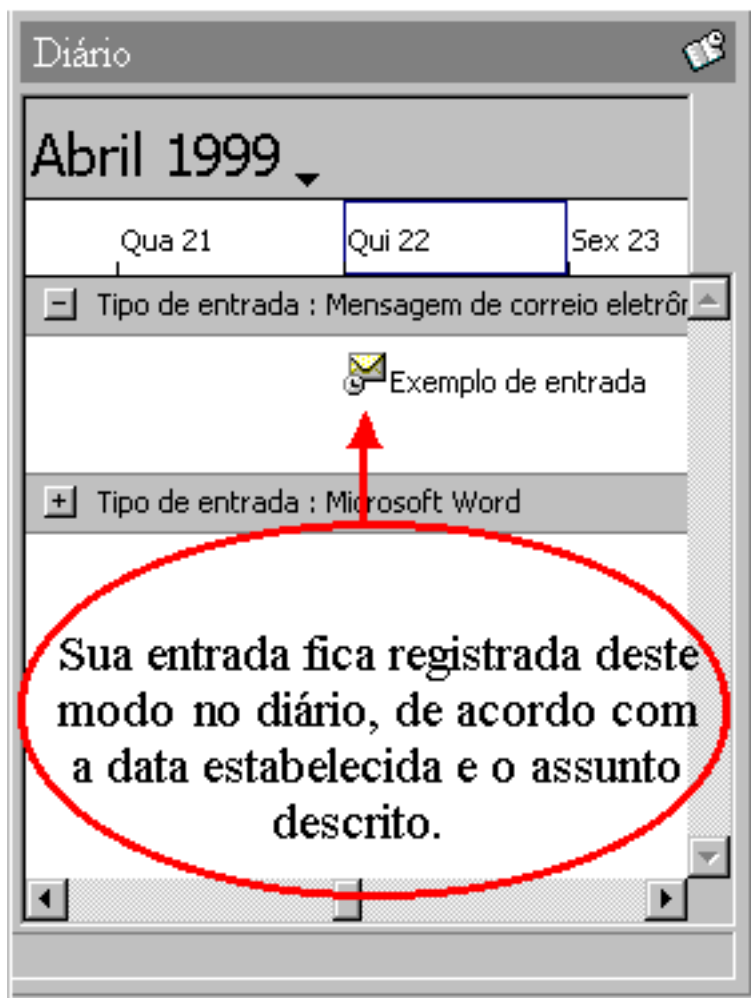 Diário
Abril 1999
Qua 21 Qui 22 Sex 23
Tipo de entrada : Mensagem de correio
Exemplo de entrada
Tipo de entrada : Microsoft Word
Sua entrada fica registrada deste
modo no diário, de acordo com
a data estabelecida e o assunto
descrito.